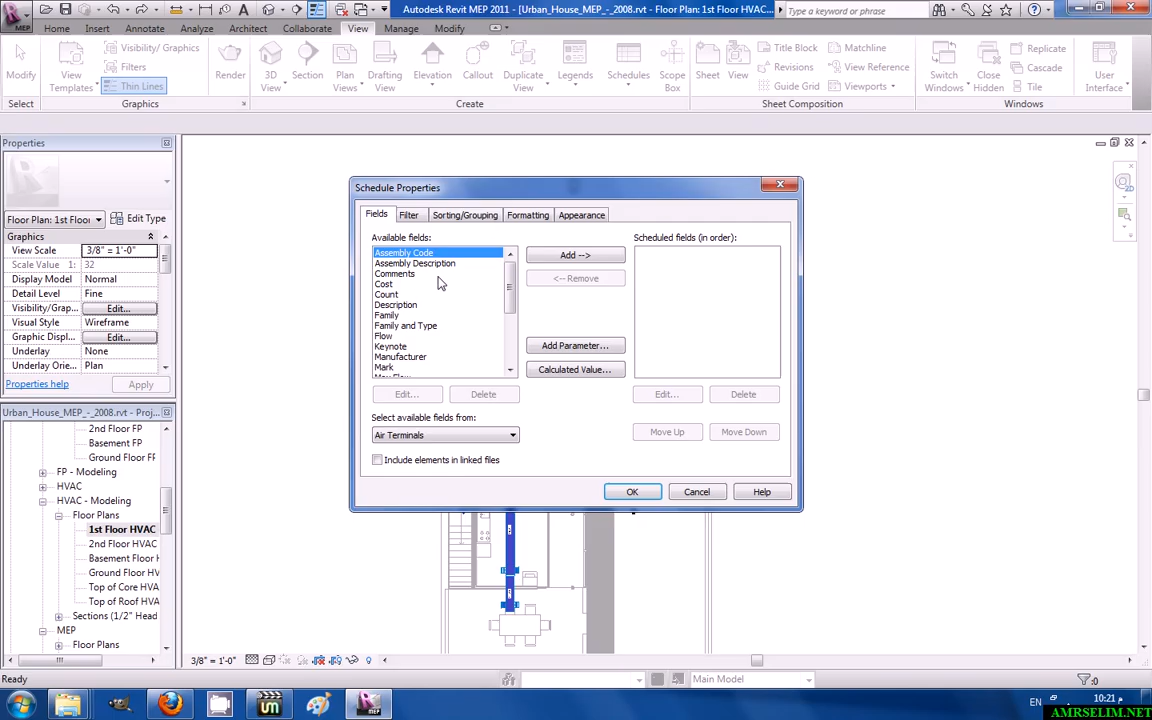 Autodesk Revit MEP 2011 - [Urban_House_MEP_-_2008.rvt - Floor Plan: 1st Floor HVAC...
Type a keyword or phrase
MEP
Home Insert Annotate Analyze Architect Collaborate View Manage Modify
Modify
View Templates
Visibility/ Graphics
Filters
Thin Lines
Render
3D View
Section
Plan Views
Drafting View
Elevation
Callout
Duplicate View
Legends
Schedules
Scope Box
Sheet
View
Title Block
Revisions
Guide Grid
Matchline
View Reference
Viewports
Switch Windows
Close Hidden
Replicate
Cascade
Tile
User Interface
Select
Graphics
Create
Sheet Composition
Windows
Properties
Floor Plan: 1st Floor
Edit Type
Graphics
View Scale 3/8" = 1'-0"
Scale Value 1: 32
Display Model Normal
Detail Level Fine
Visibility/Grap... Edit...
Visual Style Wireframe
Graphic Displ... Edit...
Underlay None
Underlay Orie... Plan
Properties help
Apply
Urban_House_MEP_-_2008.rvt - Proj...
2nd Floor FP
Basement FP
Ground Floor FP
FP - Modeling
HVAC
HVAC - Modeling
Floor Plans
1st Floor HVAC
2nd Floor HVAC
Basement Floor H
Ground Floor HV
Top of Core HVA
Top of Roof HVA
Sections (1/2" Head
MEP
Floor Plans
Schedule Properties
Fields Filter Sorting/Grouping Formatting Appearance
Available fields:
Assembly Code
Assembly Description
Comments
Cost
Count
Description
Family
Family and Type
Flow
Keynote
Manufacturer
Mark
Max Flow
Add -->
<-- Remove
Add Parameter...
Calculated Value...
Scheduled fields (in order):
Edit... Delete
Edit... Delete
Select available fields from:
Air Terminals
Move Up Move Down
Include elements in linked files
OK Cancel Help
3/8" = 1'-0"
Ready
Main Model
:0
EN
10:21 م
AMRSELIM.NET